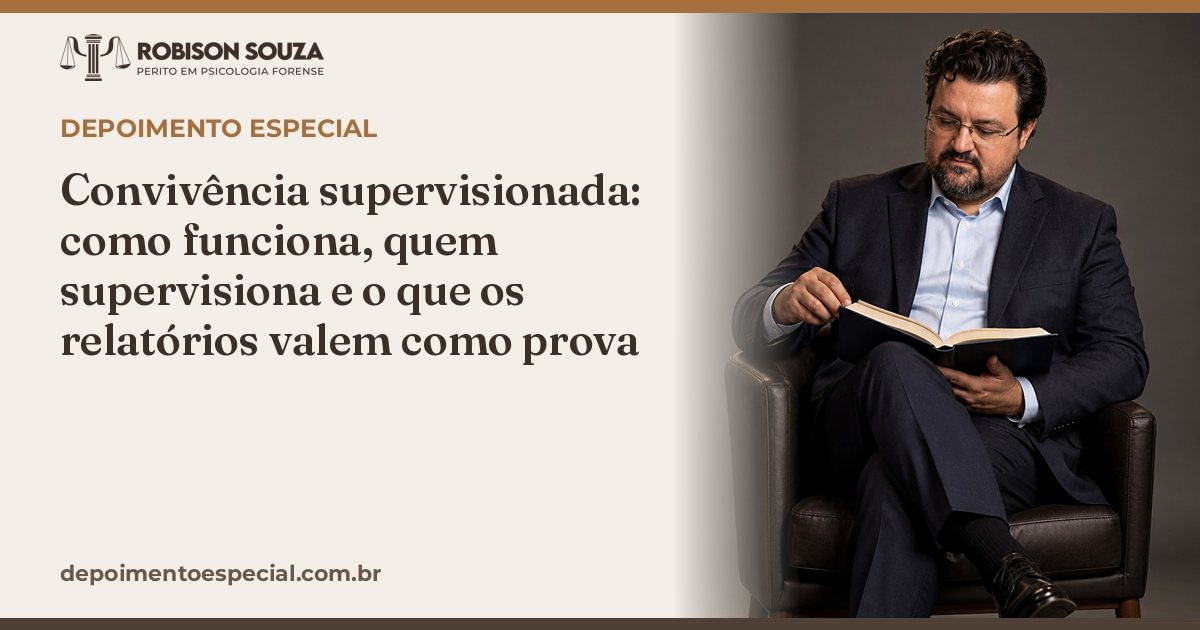 ROBISON SOUZA
PERITO EM PSICOLOGIA FORENSE
DEPOIMENTO ESPECIAL
Convivência supervisionada:
como funciona, quem
supervisiona e o que os
relatórios valem como prova
depoimentoespecial.com.br